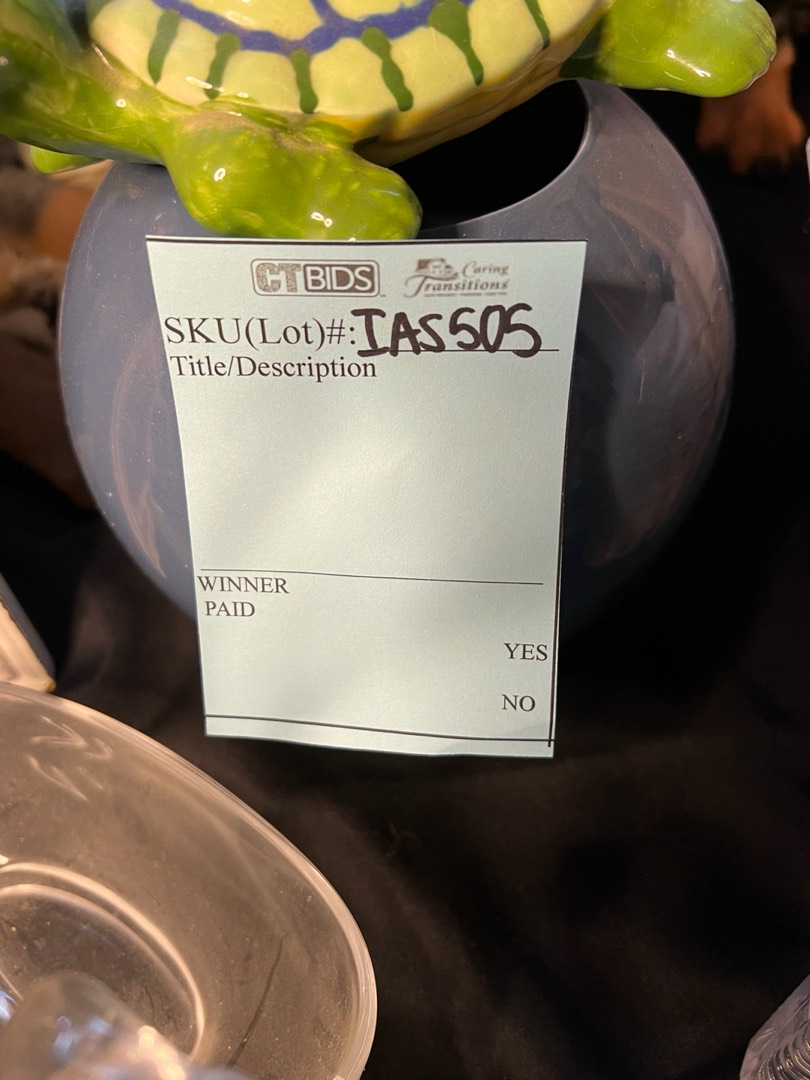 CTBIDS Caring Transitions
SKU(Lot)#:IAS505
Title/Description
WINNER
PAID
YES
NO